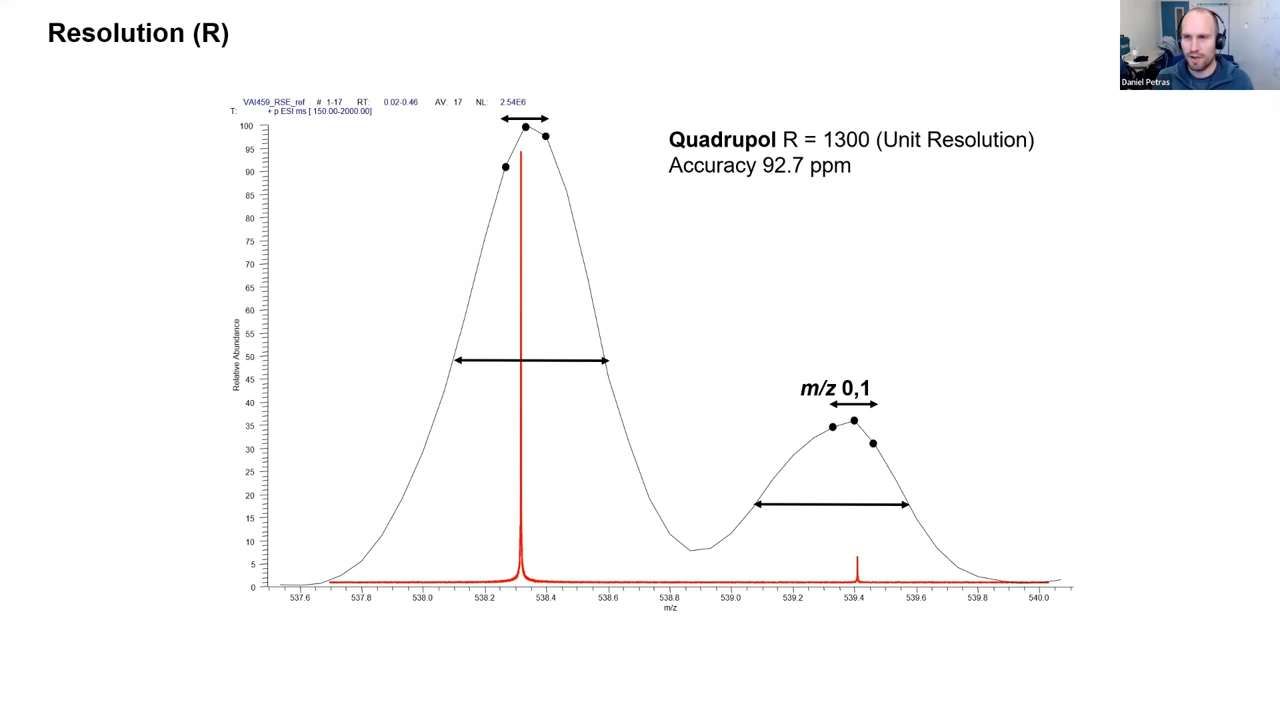 Resolution (R)
Daniel Petras
VAI459_RSE_ref # 1-17 RT: 0.02-0.46 AV: 17 NL: 2.54E6
T: + p ESI ms [ 150.00-2000.00]
Quadrupol R = 1300 (Unit Resolution)
Accuracy 92.7 ppm
100
95
90
85
80
75
70
65
60
55
50
45
40
35
30
25
20
15
10
5
0
Relative Abundance
m/z 0,1
537.6 537.8 538.0 538.2 538.4 538.6 538.8 539.0 539.2 539.4 539.6 539.8 540.0
m/z